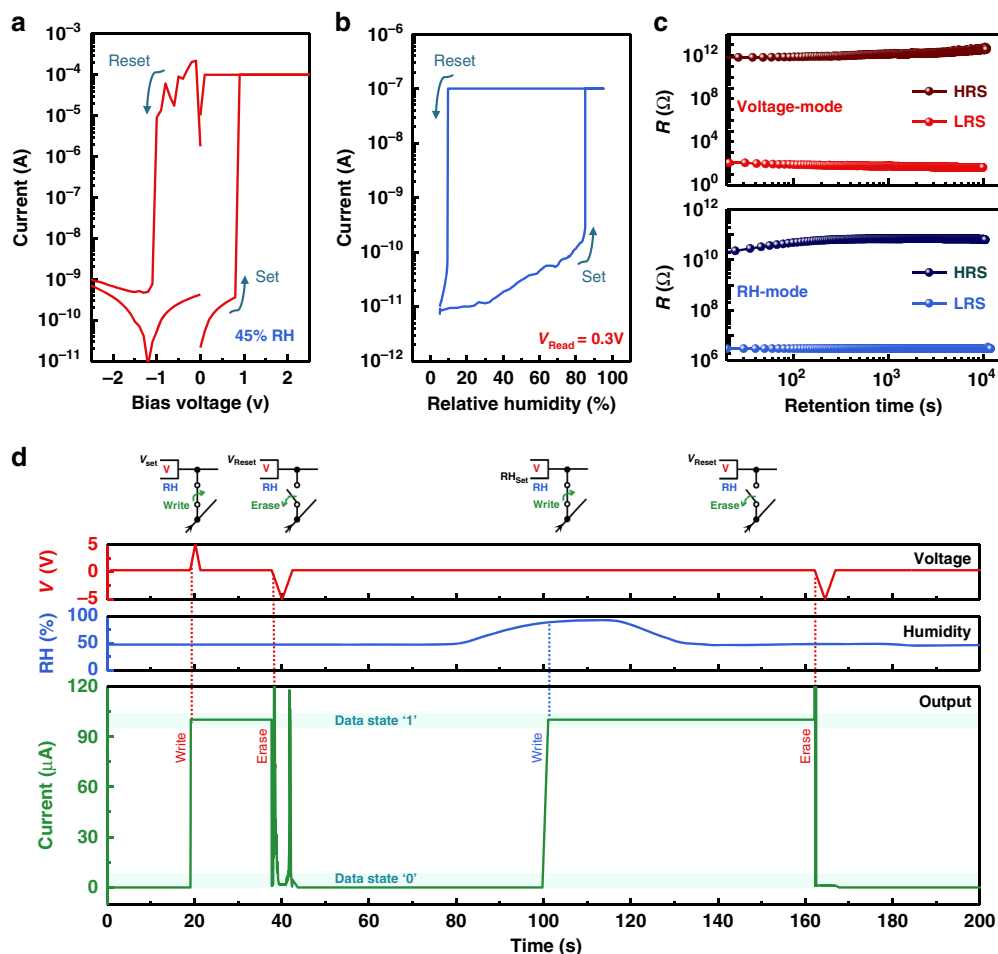 a
10⁻³
10⁻⁴
10⁻⁵
10⁻⁶
10⁻⁷
10⁻⁸
10⁻⁹
10⁻¹⁰
10⁻¹¹
Current (A)
Reset
Set
45% RH
−2 −1 0 1 2
Bias voltage (v)
b
10⁻⁶
10⁻⁷
10⁻⁸
10⁻⁹
10⁻¹⁰
10⁻¹¹
10⁻¹²
Current (A)
Reset
Set
V_Read = 0.3V
0 20 40 60 80 100
Relative humidity (%)
c
10¹²
10⁸
10⁴
10⁰
R (Ω)
HRS
Voltage-mode
LRS
10¹²
10¹⁰
10⁸
10⁶
R (Ω)
HRS
RH-mode
LRS
10² 10³ 10⁴
Retention time (s)
d
V_set
V
RH
Write
V_Reset
V
RH
Erase
RH_Set
V
RH
Write
V_Reset
V
RH
Erase
5
0
−5
V (V)
Voltage
100
50
0
RH (%)
Humidity
120
90
60
30
0
Current (μA)
Output
Data state ‘1’
Write
Erase
Write
Erase
Data state ‘0’
0 20 40 60 80 100 120 140 160 180 200
Time (s)